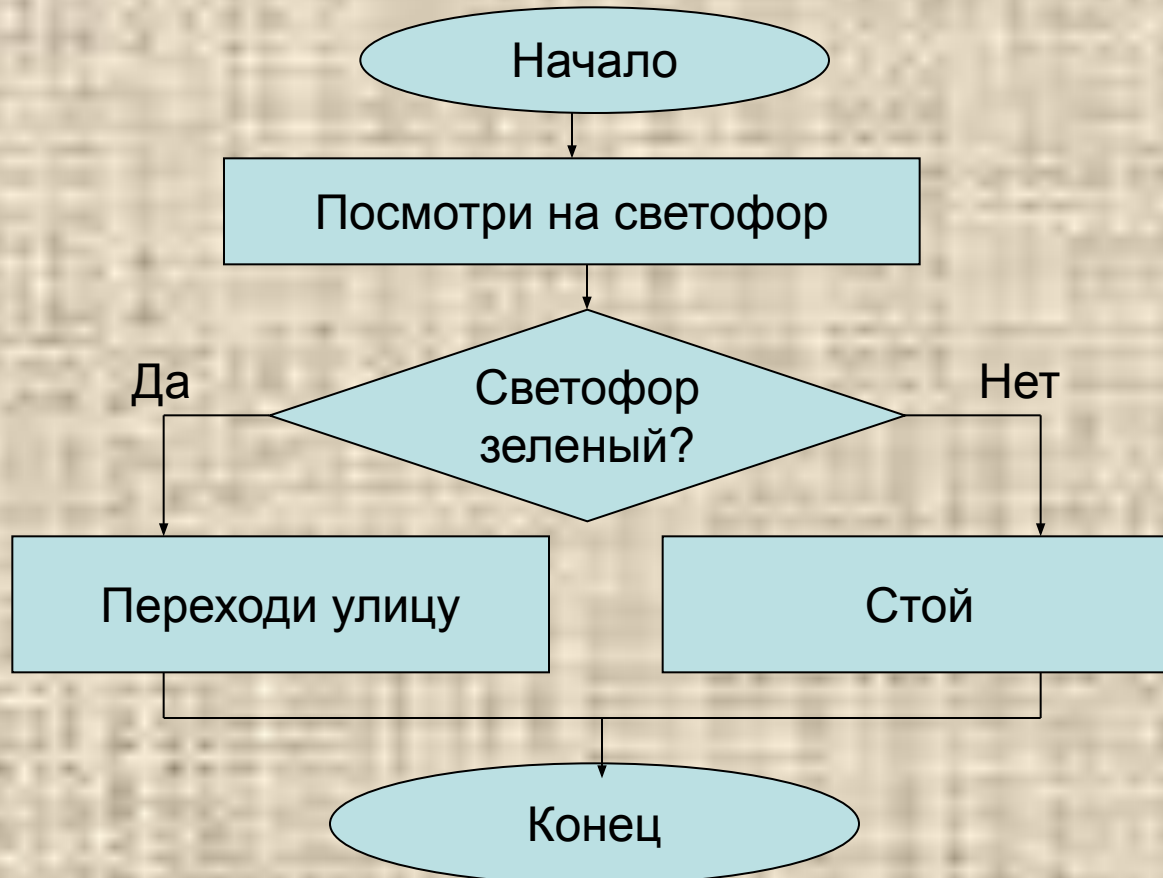 Начало
Посмотри на светофор
Да
Светофор
зеленый?
Нет
Переходи улицу
Стой
Конец